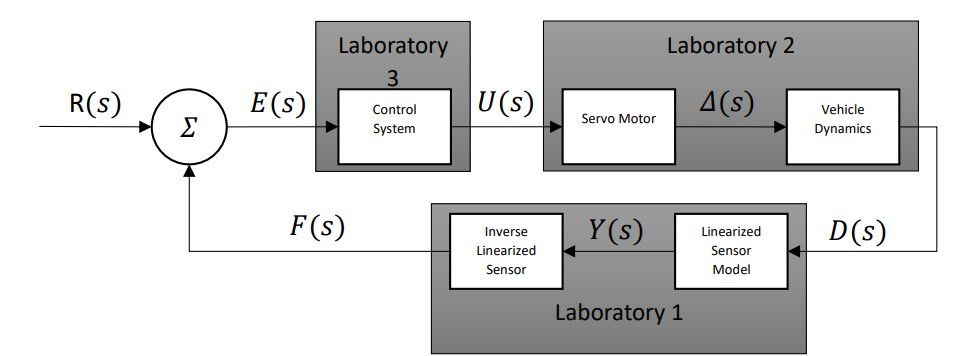 Laboratory
3
Laboratory 2
R(s)
Σ
E(s)
Control
System
U(s)
Servo Motor
Δ(s)
Vehicle
Dynamics
F(s)
Inverse
Linearized
Sensor
Y(s)
Linearized
Sensor
Model
D(s)
Laboratory 1